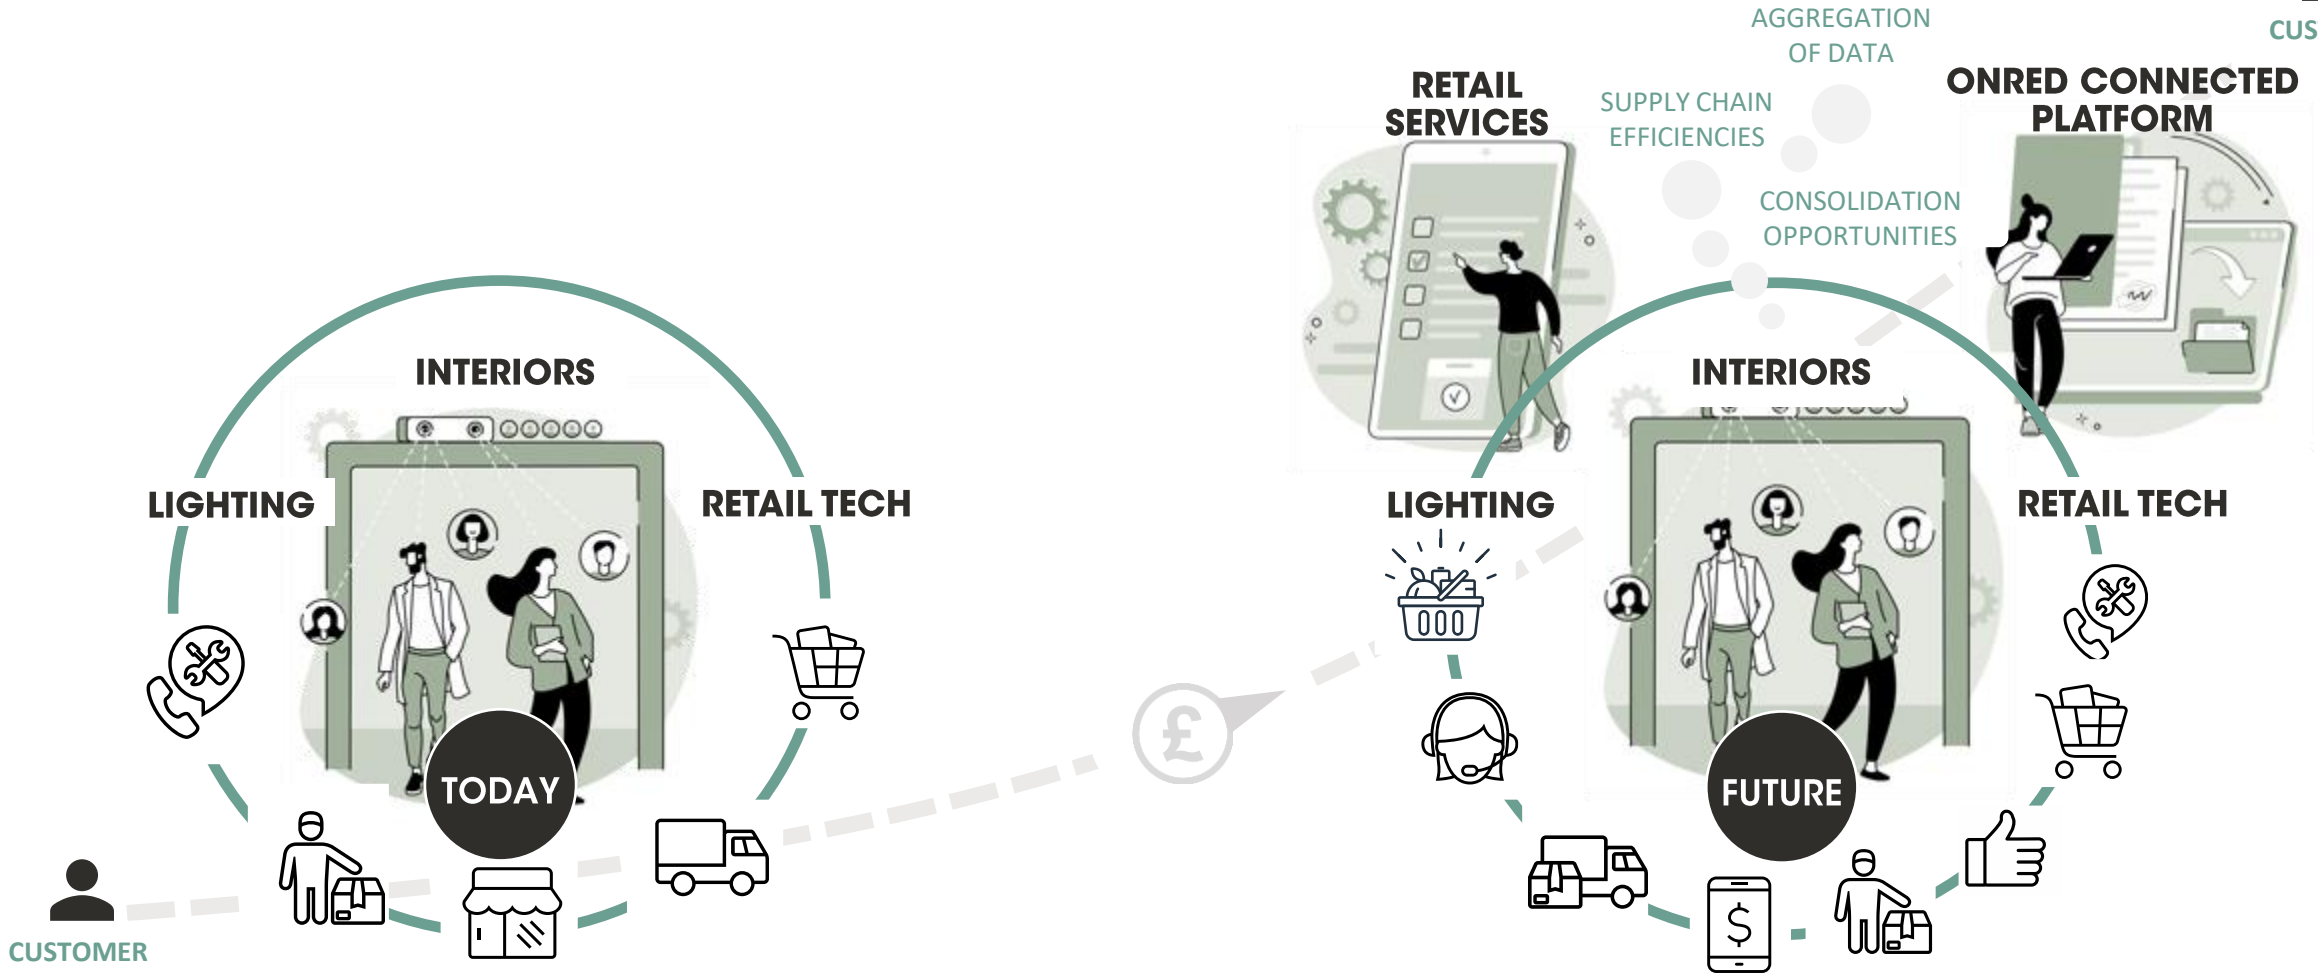 AGGREGATION
OF DATA
CUS
RETAIL
SERVICES
SUPPLY CHAIN
EFFICIENCIES
ONRED CONNECTED
PLATFORM
CONSOLIDATION
OPPORTUNITIES
INTERIORS
LIGHTING
RETAIL TECH
TODAY
CUSTOMER
£
INTERIORS
LIGHTING
RETAIL TECH
FUTURE
$